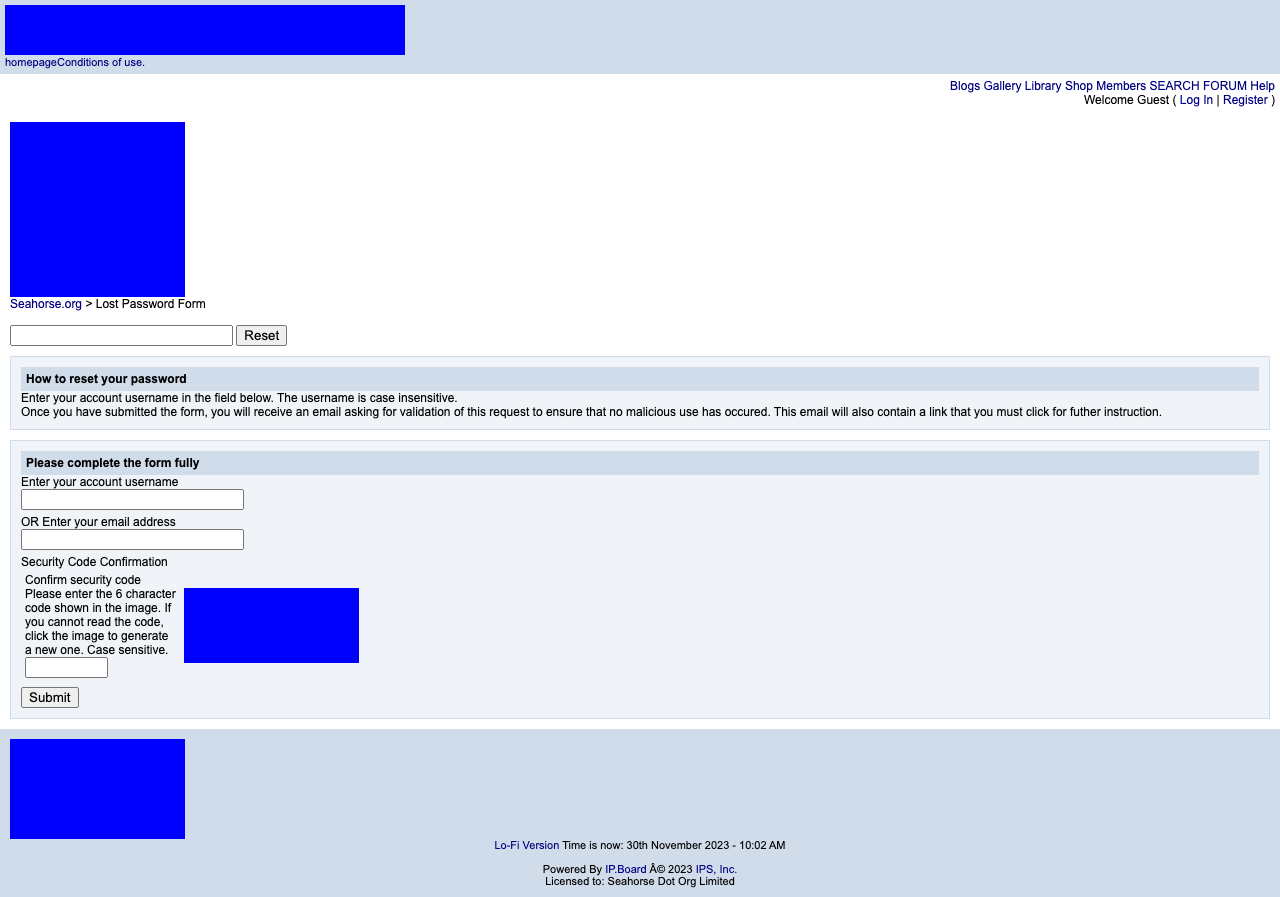 homepageConditions of use.
Blogs Gallery Library Shop Members SEARCH FORUM Help
Welcome Guest ( Log In | Register )
Seahorse.org > Lost Password Form
Reset
How to reset your password
Enter your account username in the field below. The username is case insensitive.
Once you have submitted the form, you will receive an email asking for validation of this request to ensure that no malicious use has occured. This email will also contain a link that you must click for futher instruction.
Please complete the form fully
Enter your account username
OR Enter your email address
Security Code Confirmation
Confirm security code
Please enter the 6 character
code shown in the image. If
you cannot read the code,
click the image to generate
a new one. Case sensitive.
Submit
Lo-Fi Version Time is now: 30th November 2023 - 10:02 AM
Powered By IP.Board Â© 2023 IPS, Inc.
Licensed to: Seahorse Dot Org Limited